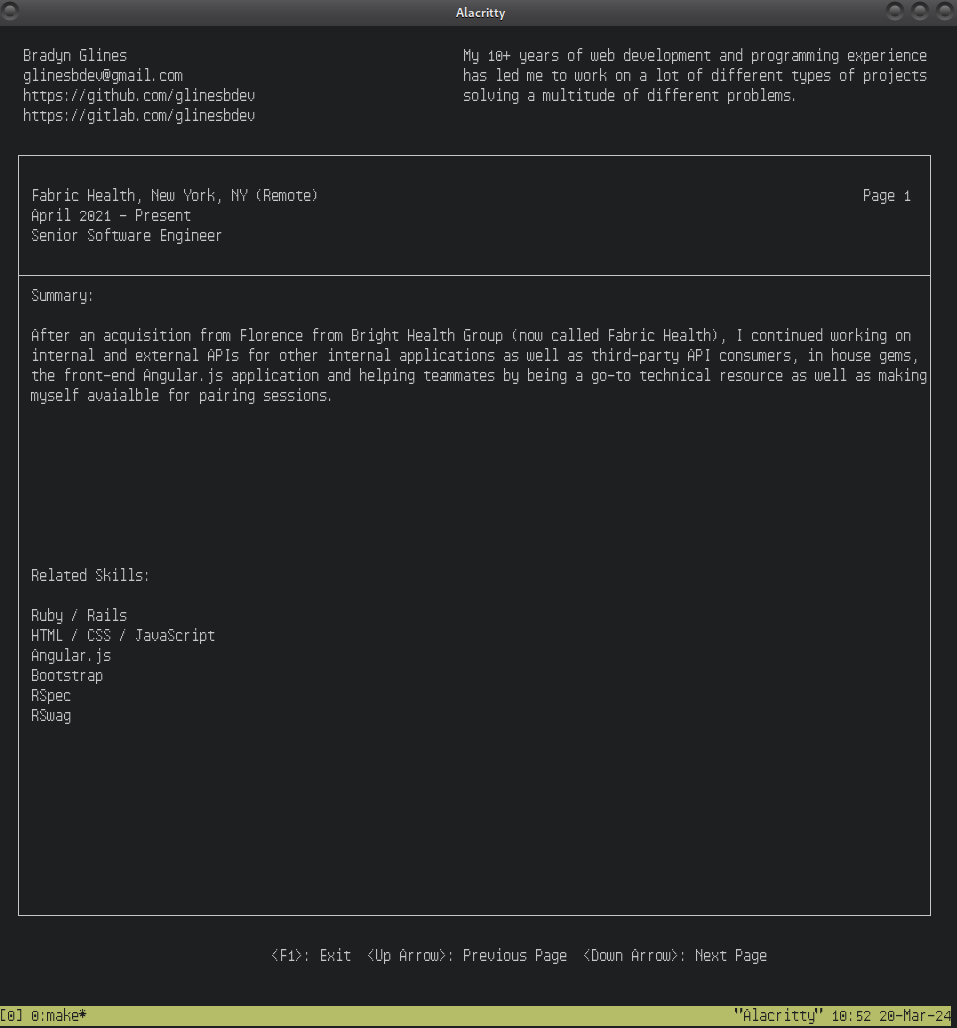 Alacritty
Bradyn Glines
glinesbdev@gmail.com
https://github.com/glinesbdev
https://gitlab.com/glinesbdev
My 10+ years of web development and programming experience
has led me to work on a lot of different types of projects
solving a multitude of different problems.
Fabric Health, New York, NY (Remote)
Page 1
April 2021 - Present
Senior Software Engineer
Summary:
After an acquisition from Florence from Bright Health Group (now called Fabric Health), I continued working on
internal and external APIs for other internal applications as well as third-party API consumers, in house gems,
the front-end Angular.js application and helping teammates by being a go-to technical resource as well as making
myself avaialble for pairing sessions.
Related Skills:
Ruby / Rails
HTML / CSS / JavaScript
Angular.js
Bootstrap
RSpec
RSwag
<F1>: Exit  <Up Arrow>: Previous Page  <Down Arrow>: Next Page
[0] 0:make*
"Alacritty" 10:52 20-Mar-24